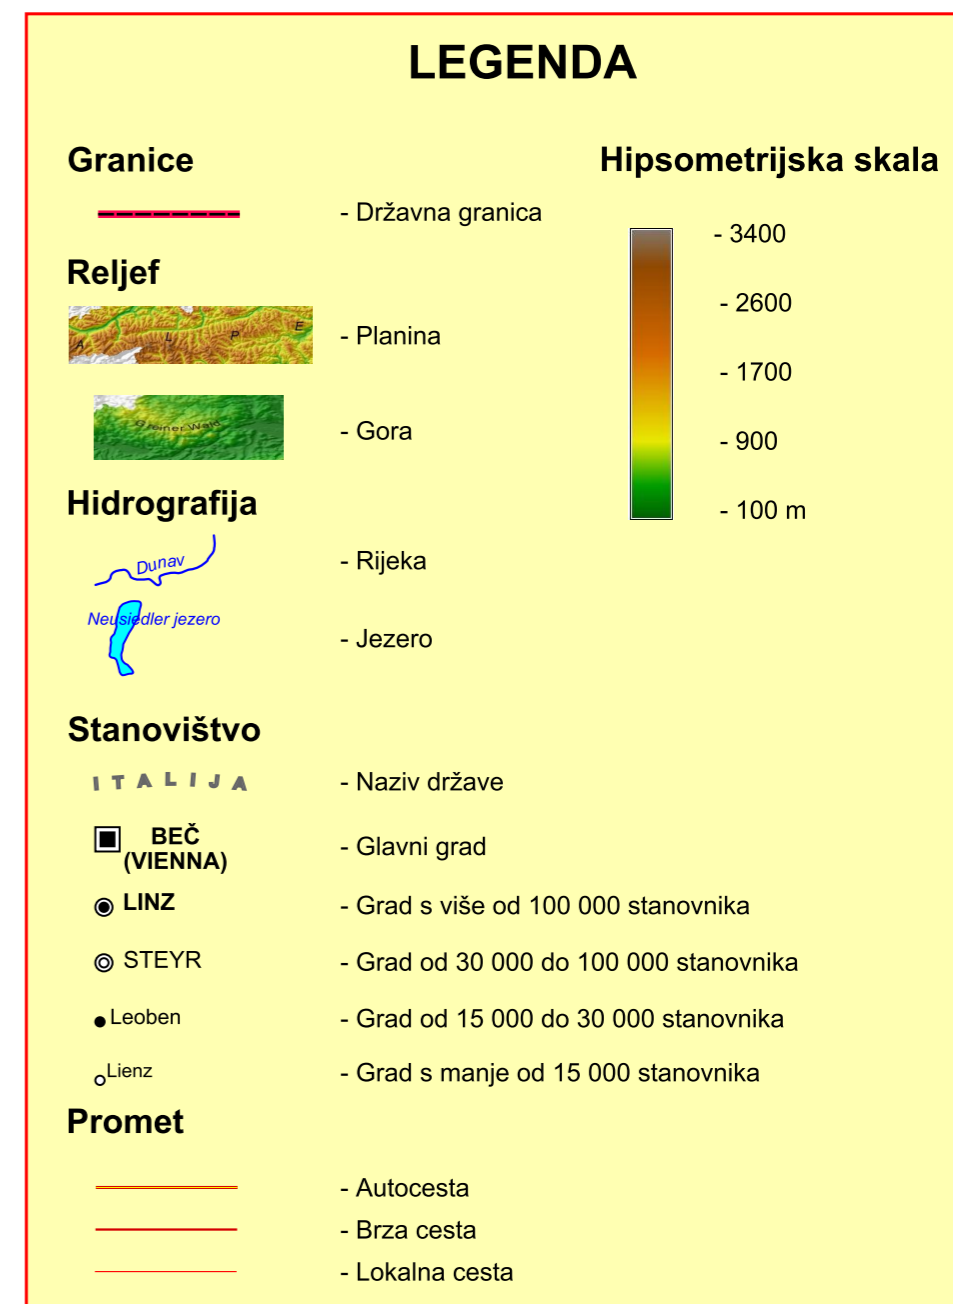 LEGENDA
Granice
- Državna granica
Reljef
A L P E
- Planina
Greiner Wald
- Gora
Hidrografija
Dunav
- Rijeka
Neusiedler jezero
- Jezero
Stanovištvo
ITALIJA
- Naziv države
BEČ
(VIENNA)
- Glavni grad
LINZ
- Grad s više od 100 000 stanovnika
STEYR
- Grad od 30 000 do 100 000 stanovnika
Leoben
- Grad od 15 000 do 30 000 stanovnika
Lienz
- Grad s manje od 15 000 stanovnika
Promet
- Autocesta
- Brza cesta
- Lokalna cesta
Hipsometrijska skala
- 3400
- 2600
- 1700
- 900
- 100 m